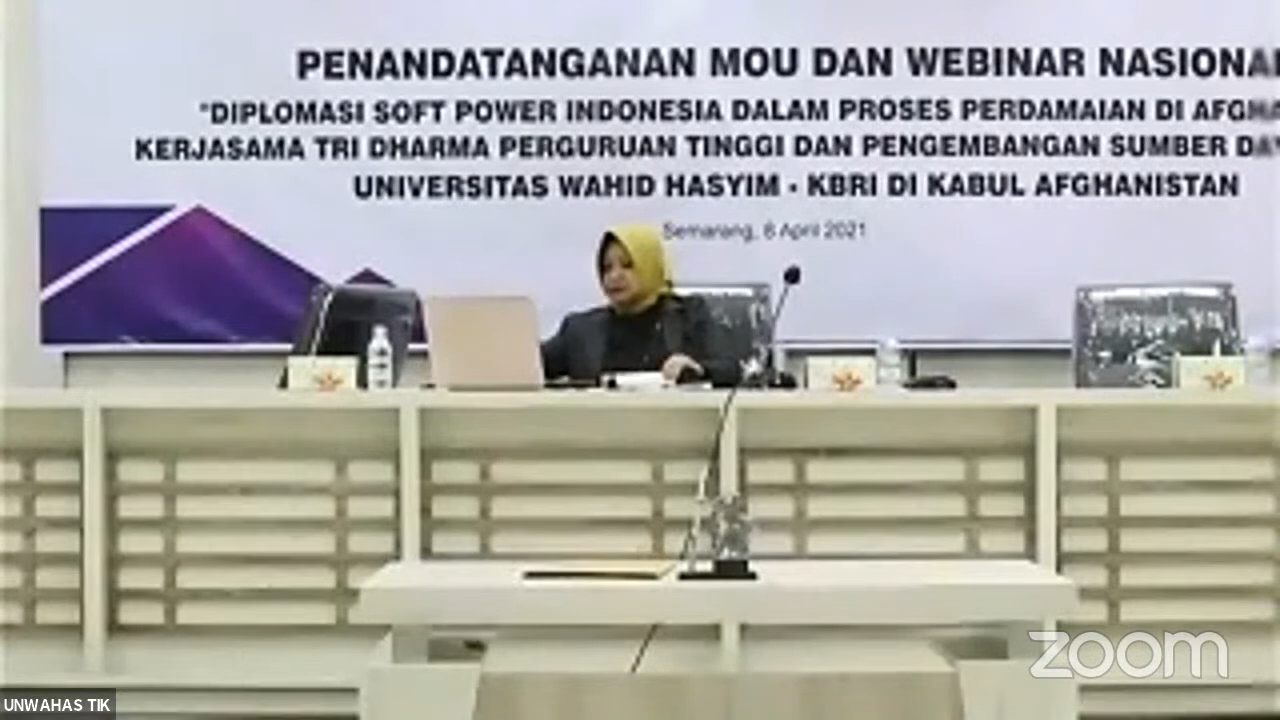 PENANDATANGANAN MOU DAN WEBINAR NASIONAL
"DIPLOMASI SOFT POWER INDONESIA DALAM PROSES PERDAMAIAN DI
KERJASAMA TRI DHARMA PERGURUAN TINGGI DAN PENGEMBANGAN SUMBER
UNIVERSITAS WAHID HASYIM - KBRI DI KABUL AFGHANISTAN
Semarang, 6 April 2021
zoom
UNWAHAS TIK